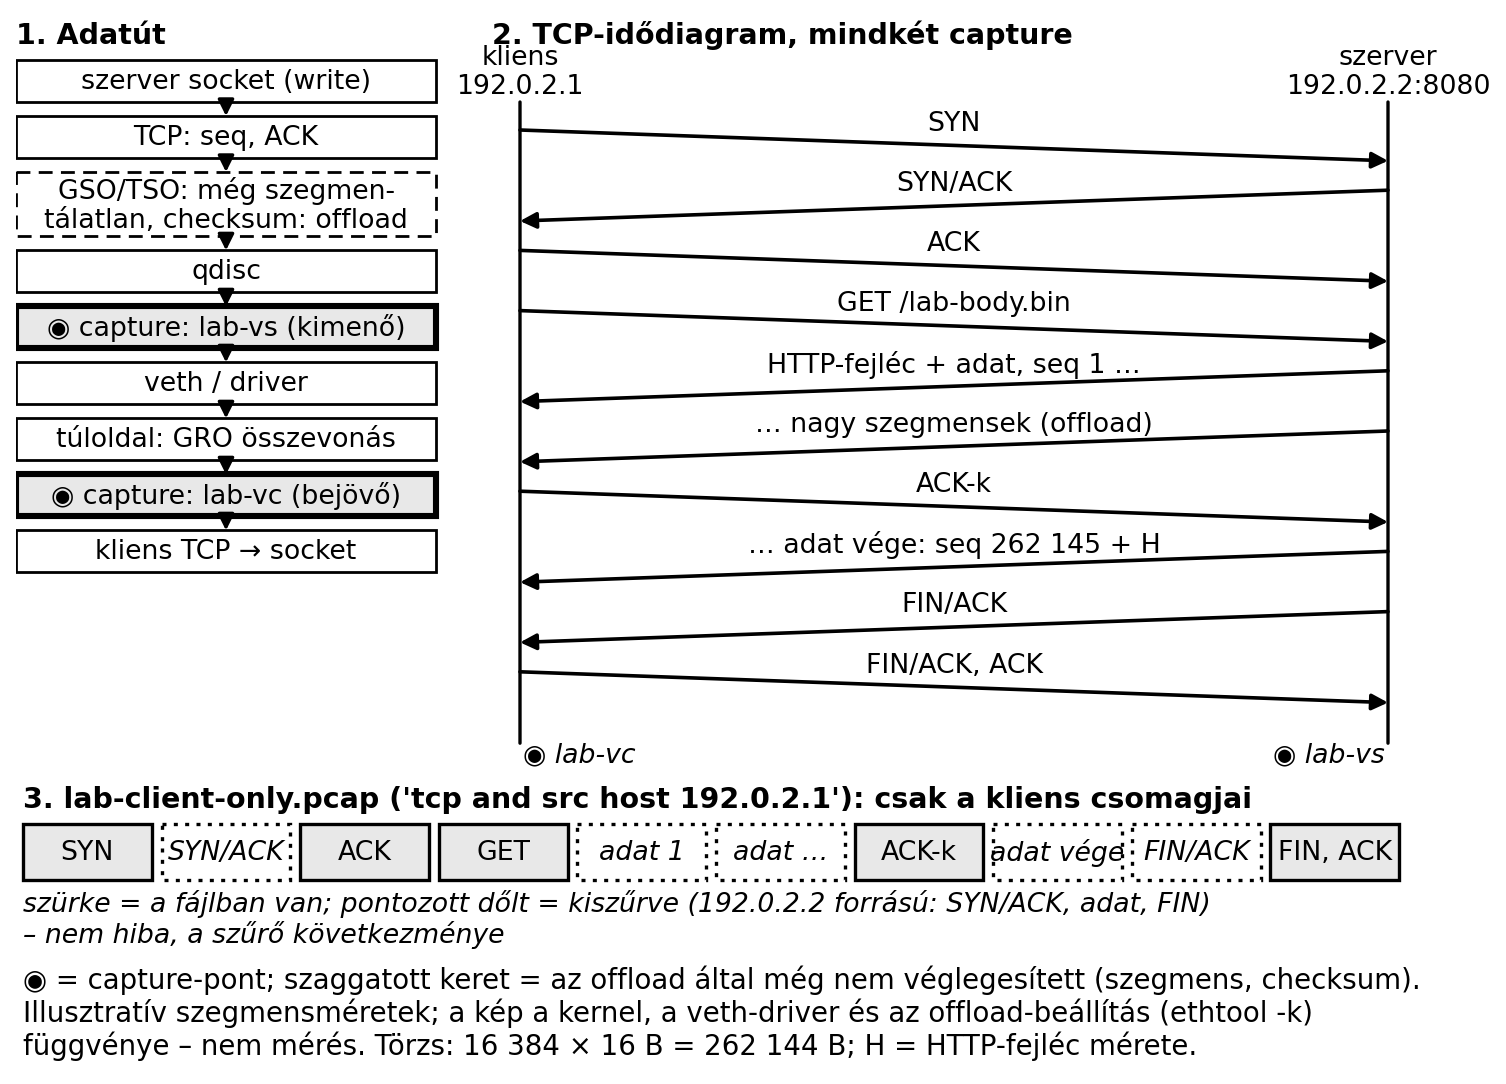 1. Adatút
szerver socket (write)
TCP: seq, ACK
GSO/TSO: még szegmen-
tálatlan, checksum: offload
qdisc
◉ capture: lab-vs (kimenő)
veth / driver
túloldal: GRO összevonás
◉ capture: lab-vc (bejövő)
kliens TCP → socket
2. TCP-idődiagram, mindkét capture
kliens
192.0.2.1
szerver
192.0.2.2:8080
SYN
SYN/ACK
ACK
GET /lab-body.bin
HTTP-fejléc + adat, seq 1 …
… nagy szegmensek (offload)
ACK-k
… adat vége: seq 262 145 + H
FIN/ACK
FIN/ACK, ACK
◉ lab-vc
◉ lab-vs
3. lab-client-only.pcap ('tcp and src host 192.0.2.1'): csak a kliens csomagjai
SYN
SYN/ACK
ACK
GET
adat 1
adat …
ACK-k
adat vége
FIN/ACK
FIN, ACK
szürke = a fájlban van; pontozott dőlt = kiszűrve (192.0.2.2 forrású: SYN/ACK, adat, FIN)
– nem hiba, a szűrő következménye
◉ = capture-pont; szaggatott keret = az offload által még nem véglegesített (szegmens, checksum).
Illusztratív szegmensméretek; a kép a kernel, a veth-driver és az offload-beállítás (ethtool -k)
függvénye – nem mérés. Törzs: 16 384 × 16 B = 262 144 B; H = HTTP-fejléc mérete.